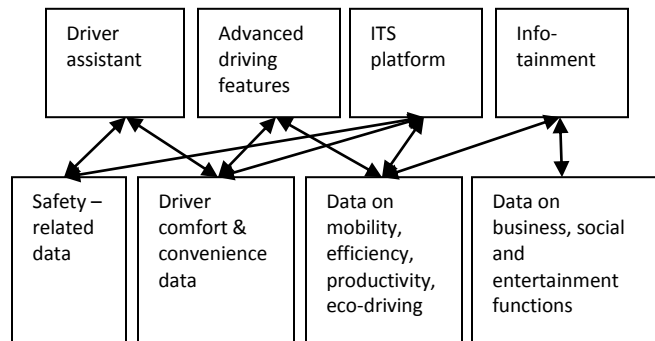 Driver
assistant
Advanced
driving
features
ITS
platform
Info-
tainment
Safety –
related
data
Driver
comfort &
convenience
data
Data on
mobility,
efficiency,
productivity,
eco-driving
Data on
business, social
and
entertainment
functions